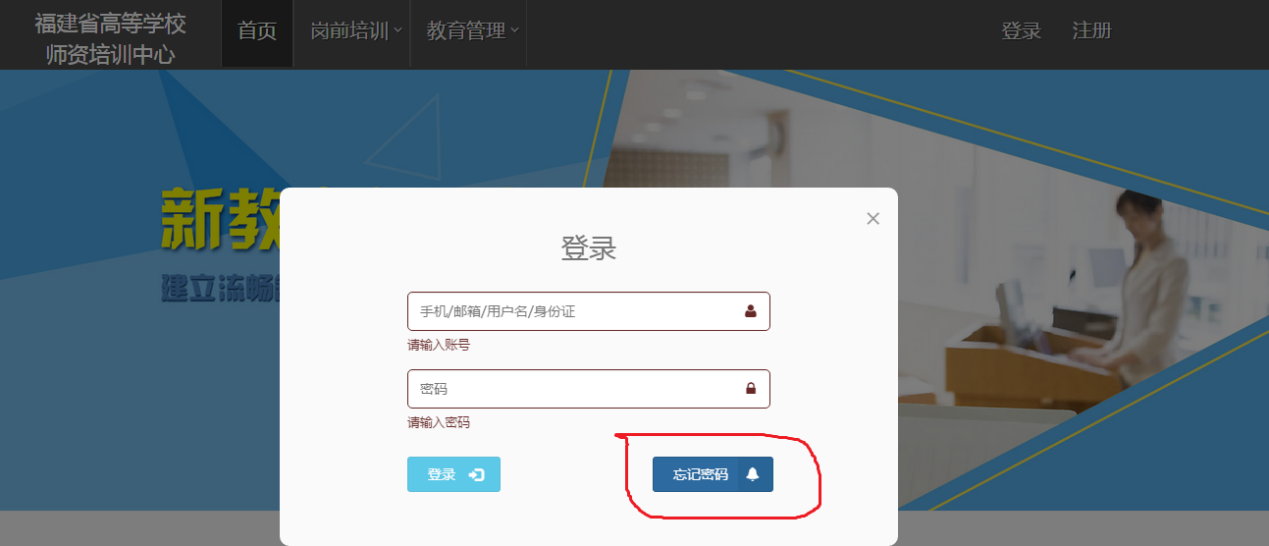 福建省高等学校
师资培训中心
首页
岗前培训
教育管理
登录
注册
新教
建立流畅
登录
手机/邮箱/用户名/身份证
请输入账号
密码
请输入密码
登录
忘记密码